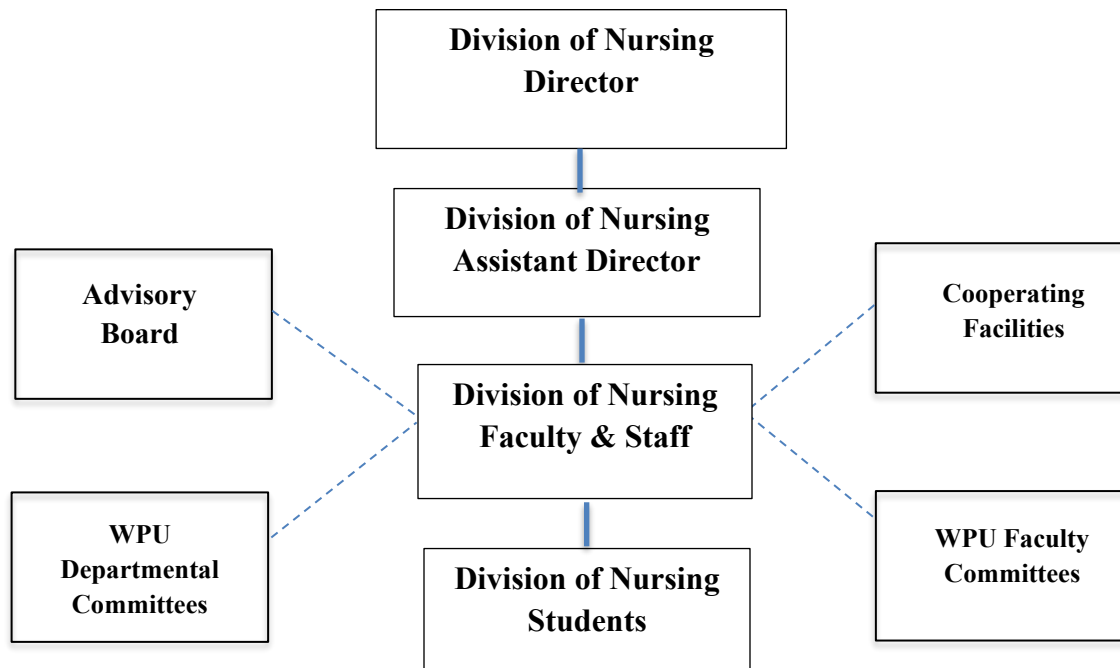 Division of Nursing
Director
Division of Nursing
Assistant Director
Advisory
Board
Cooperating
Facilities
Division of Nursing
Faculty & Staff
WPU
Departmental
Committees
WPU Faculty
Committees
Division of Nursing
Students